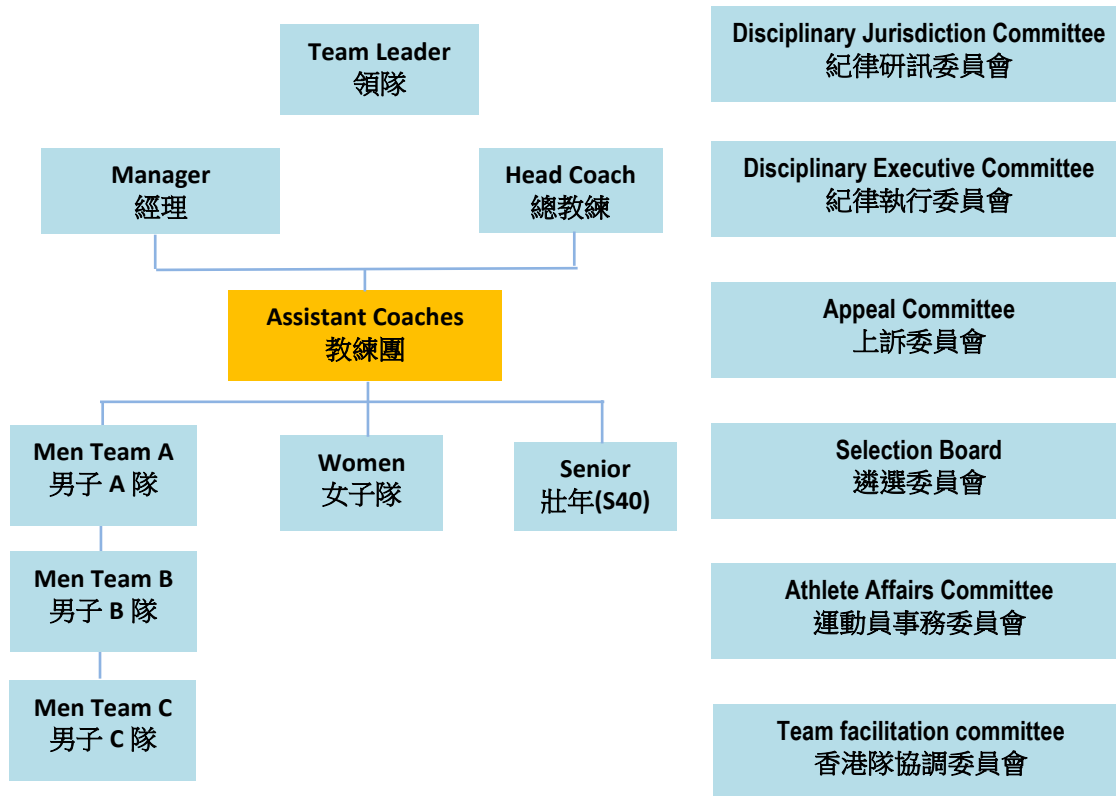 Team Leader
領隊
Manager
經理
Head Coach
總教練
Assistant Coaches
教練團
Men Team A
男子 A 隊
Women
女子隊
Senior
壯年(S40)
Men Team B
男子 B 隊
Men Team C
男子 C 隊
Disciplinary Jurisdiction Committee
紀律研訊委員會
Disciplinary Executive Committee
紀律執行委員會
Appeal Committee
上訴委員會
Selection Board
遴選委員會
Athlete Affairs Committee
運動員事務委員會
Team facilitation committee
香港隊協調委員會